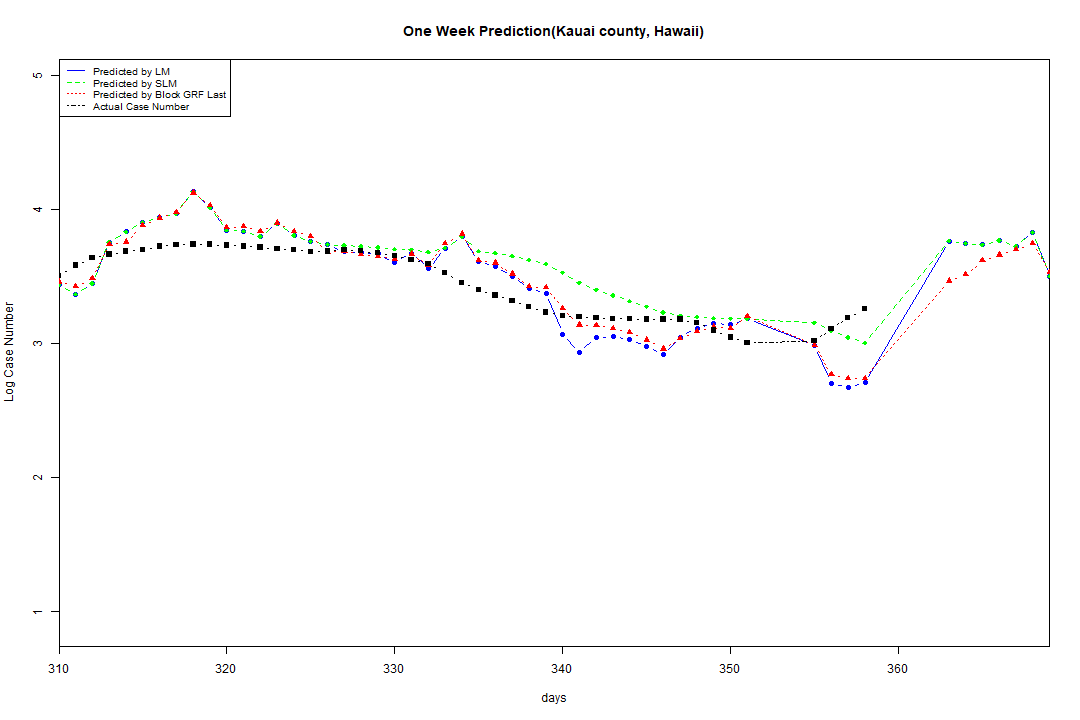 One Week Prediction(Kauai county, Hawaii)
Predicted by LM
Predicted by SLM
Predicted by Block GRF Last
Actual Case Number
5
4
3
2
1
Log Case Number
310 320 330 340 350 360
days